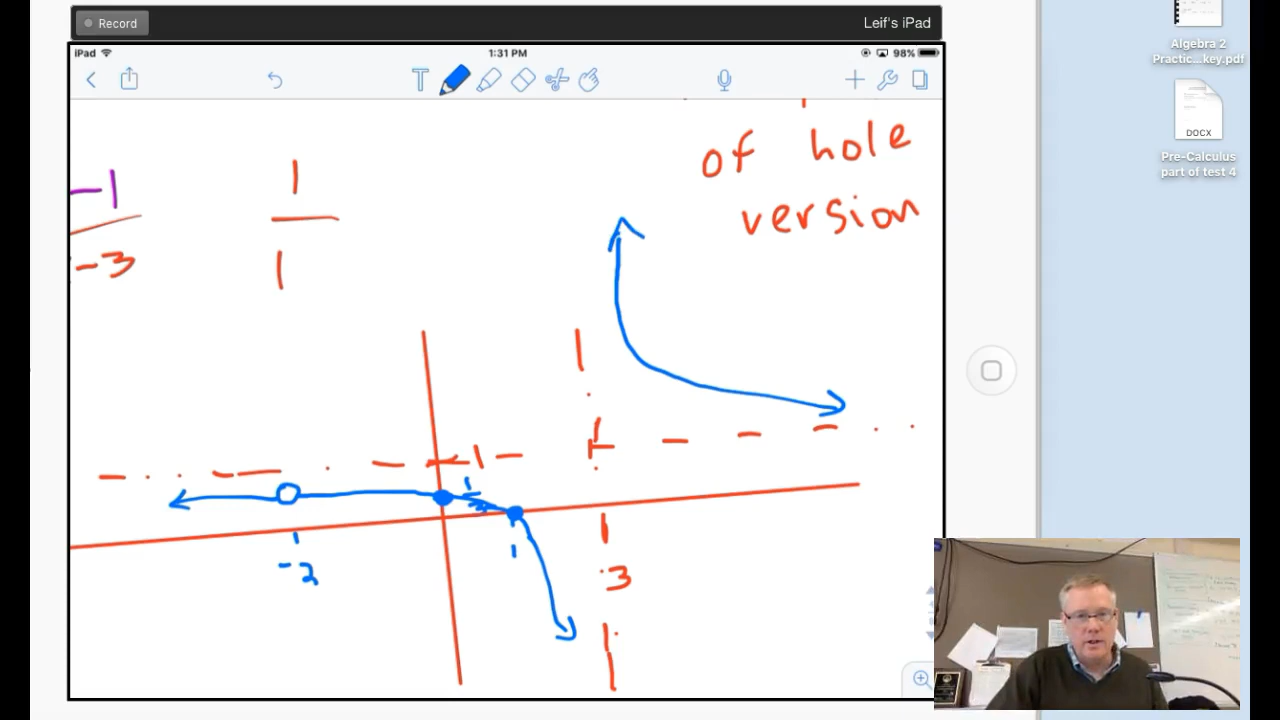 Record
Leif's iPad
iPad
1:31 PM
98%
T
Algebra 2
Practic...key.pdf
DOCX
Pre-Calculus
part of test 4
of hole
version
-1
-3
1
1
1
1
3
-2
1
3